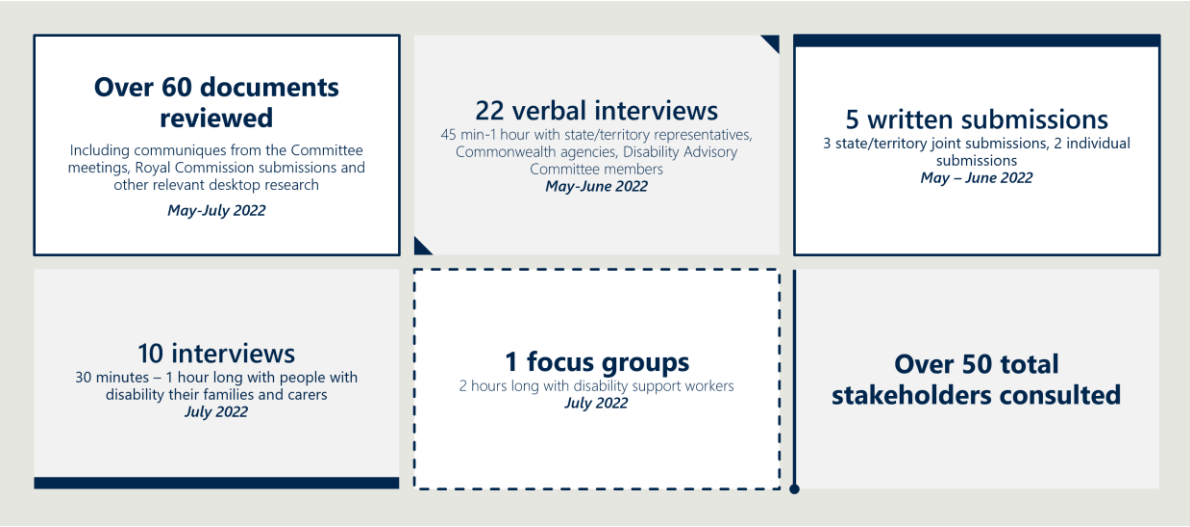 Over 60 documents
reviewed
Including communiques from the Committee
meetings, Royal Commission submissions and
other relevant desktop research
May-July 2022
22 verbal interviews
45 min-1 hour with state/territory representatives,
Commonwealth agencies, Disability Advisory
Committee members
May-June 2022
5 written submissions
3 state/territory joint submissions, 2 individual
submissions
May – June 2022
10 interviews
30 minutes – 1 hour long with people with
disability their families and carers
July 2022
1 focus groups
2 hours long with disability support workers
July 2022
Over 50 total
stakeholders consulted